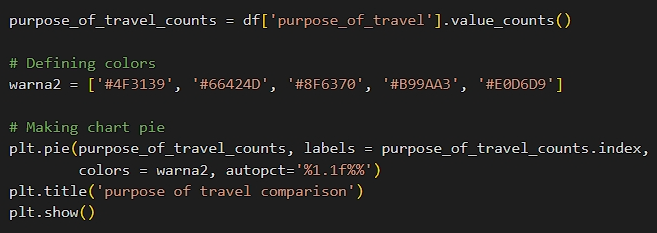 purpose_of_travel_counts = df['purpose_of_travel'].value_counts()
# Defining colors
warna2 = ['#4F3139', '#66424D', '#8F6370', '#B99AA3', '#E0D6D9']
# Making chart pie
plt.pie(purpose_of_travel_counts, labels = purpose_of_travel_counts.index,
        colors = warna2, autopct='%1.1f%%')
plt.title('purpose of travel comparison')
plt.show()